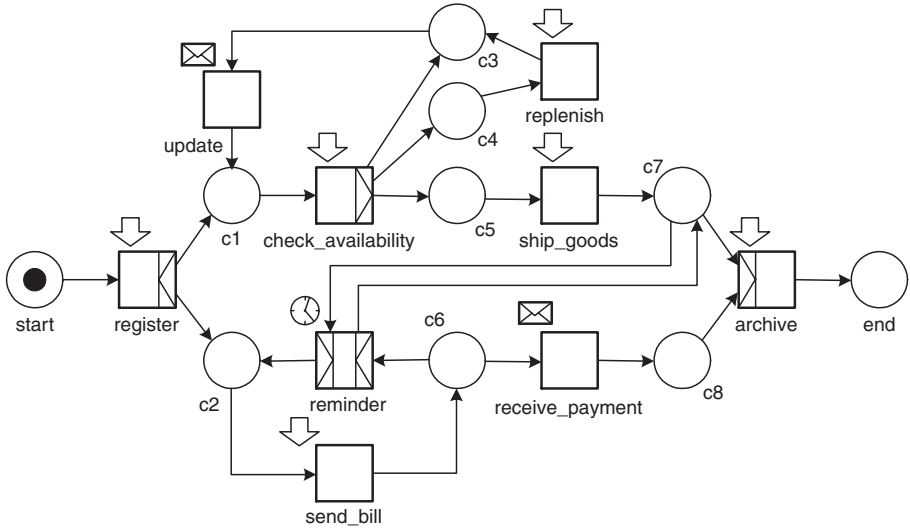 c3
replenish
c4
update
c7
c1
check_availability
c5
ship_goods
start
register
archive
end
c6
c2
reminder
receive_payment
c8
send_bill